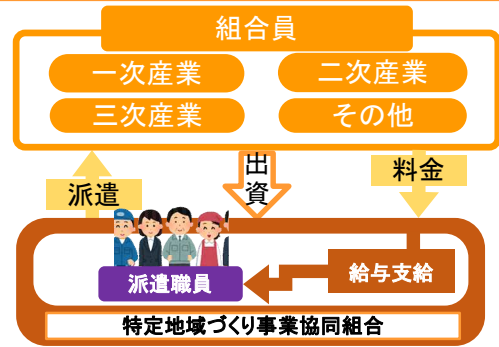 組合員
一次産業
二次産業
三次産業
その他
派遣
出資
料金
派遣職員
給与支給
特定地域づくり事業協同組合